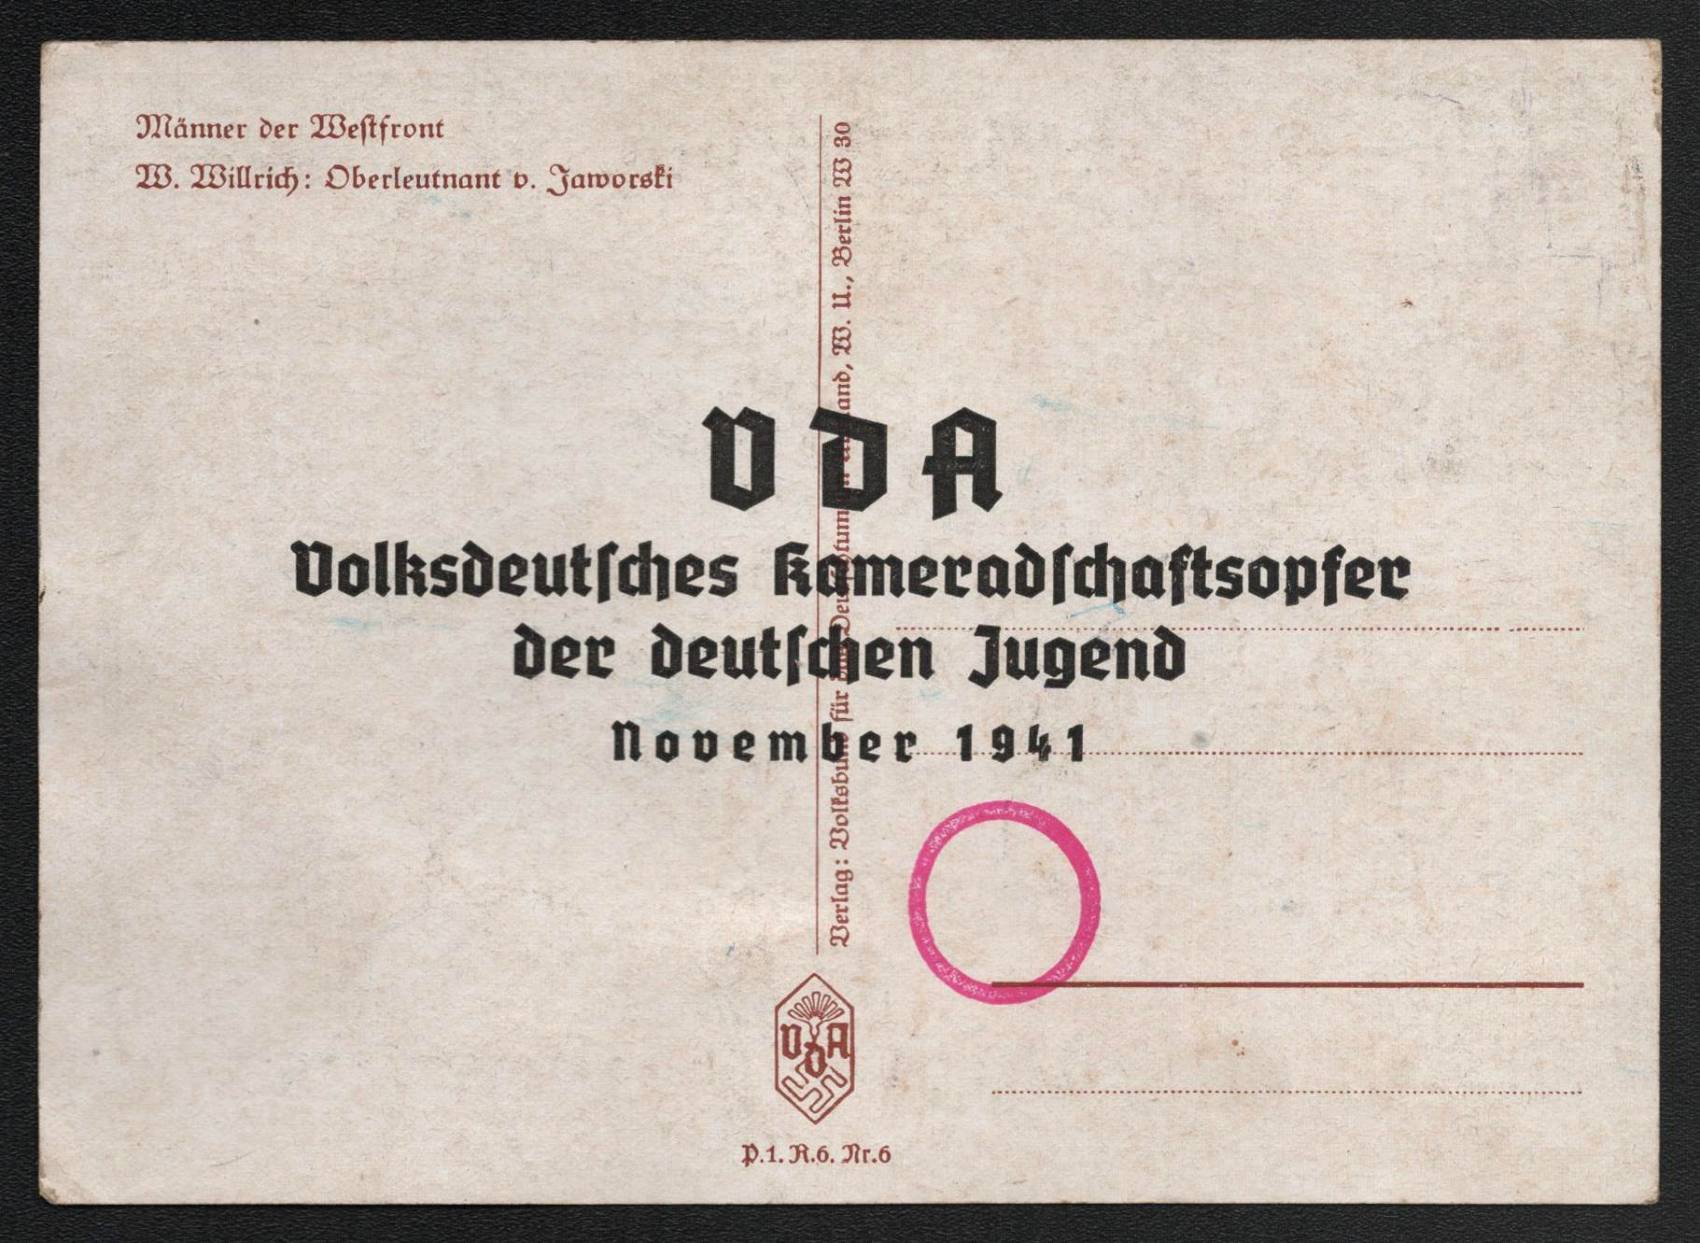 Männer der Westfront
W. Willrich: Oberleutnant v. Jaworski
Verlag: Volksbund für das Deutschtum im Ausland, W. U., Berlin W 30
VDA
Volksdeutsches Kameradschaftsopfer
der deutschen Jugend
November 1941
VDA
P.1. R.6. Nr.6